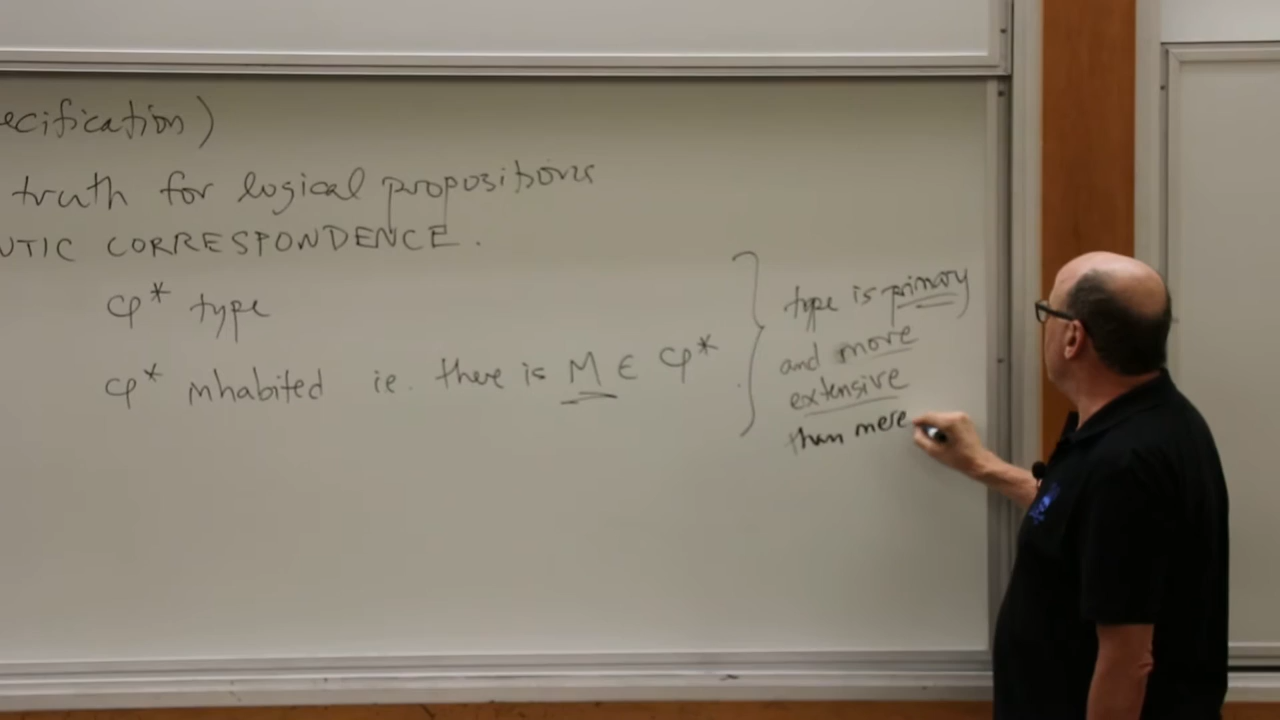 ecification)
truth for logical propositions
UTIC CORRESPONDENCE.
φ* type
φ* inhabited ie. there is M ∈ φ*
type is primary
and more
extensive
than mere